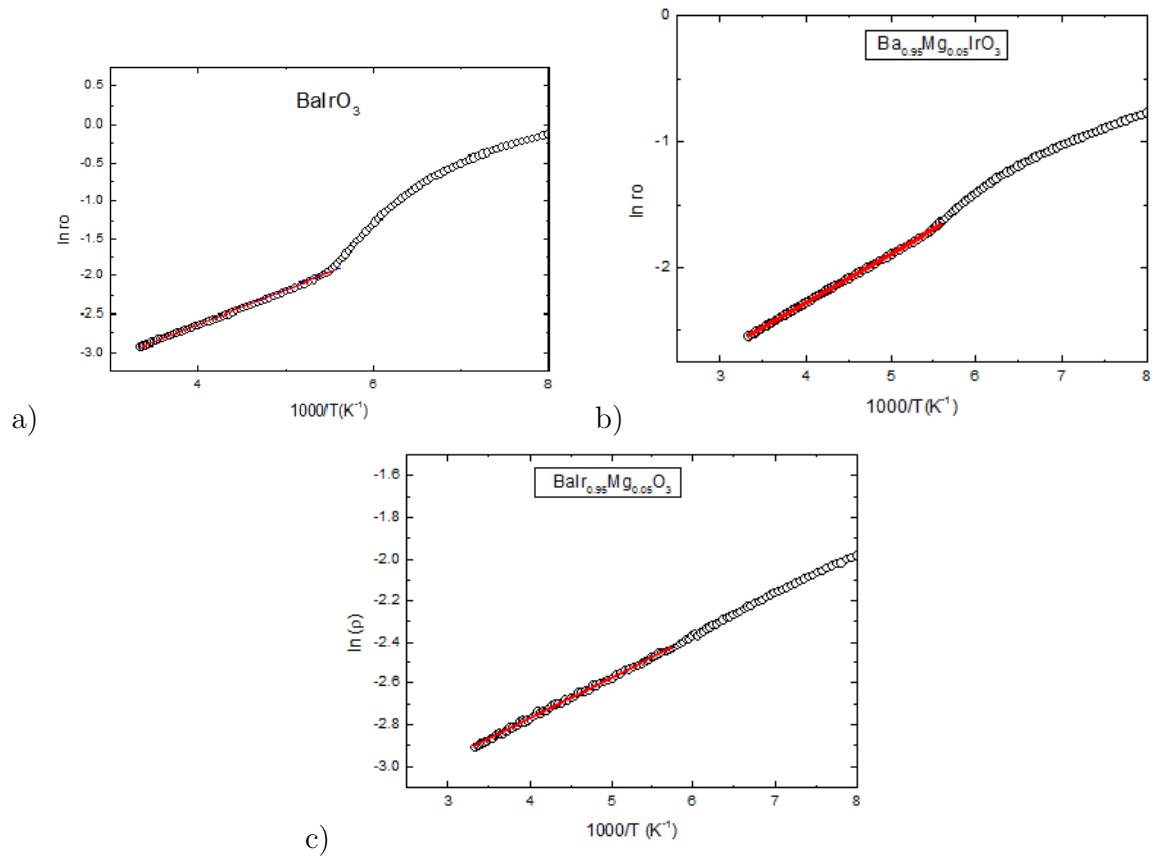 BaIrO₃
ln ro
0.5
0.0
-0.5
-1.0
-1.5
-2.0
-2.5
-3.0
4 6 8
1000/T(K⁻¹)
a)
Ba₀.₉₅Mg₀.₀₅IrO₃
ln ro
0
-1
-2
3 4 5 6 7 8
1000/T(K⁻¹)
b)
BaIr₀.₉₅Mg₀.₀₅O₃
ln (ρ)
-1.6
-1.8
-2.0
-2.2
-2.4
-2.6
-2.8
-3.0
3 4 5 6 7 8
1000/T (K⁻¹)
c)